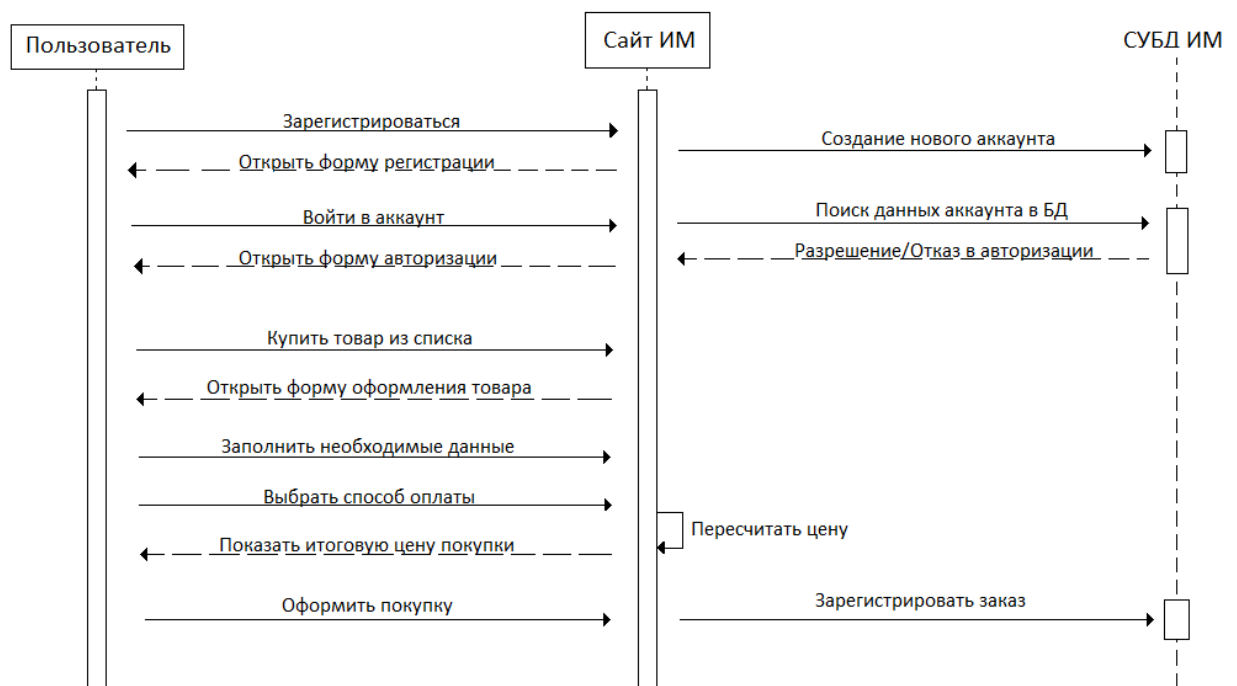 Пользователь
Сайт ИМ
СУБД ИМ
Зарегистрироваться
Создание нового аккаунта
Открыть форму регистрации
Войти в аккаунт
Поиск данных аккаунта в БД
Открыть форму авторизации
Разрешение/Отказ в авторизации
Купить товар из списка
Открыть форму оформления товара
Заполнить необходимые данные
Выбрать способ оплаты
Пересчитать цену
Показать итоговую цену покупки
Оформить покупку
Зарегистрировать заказ